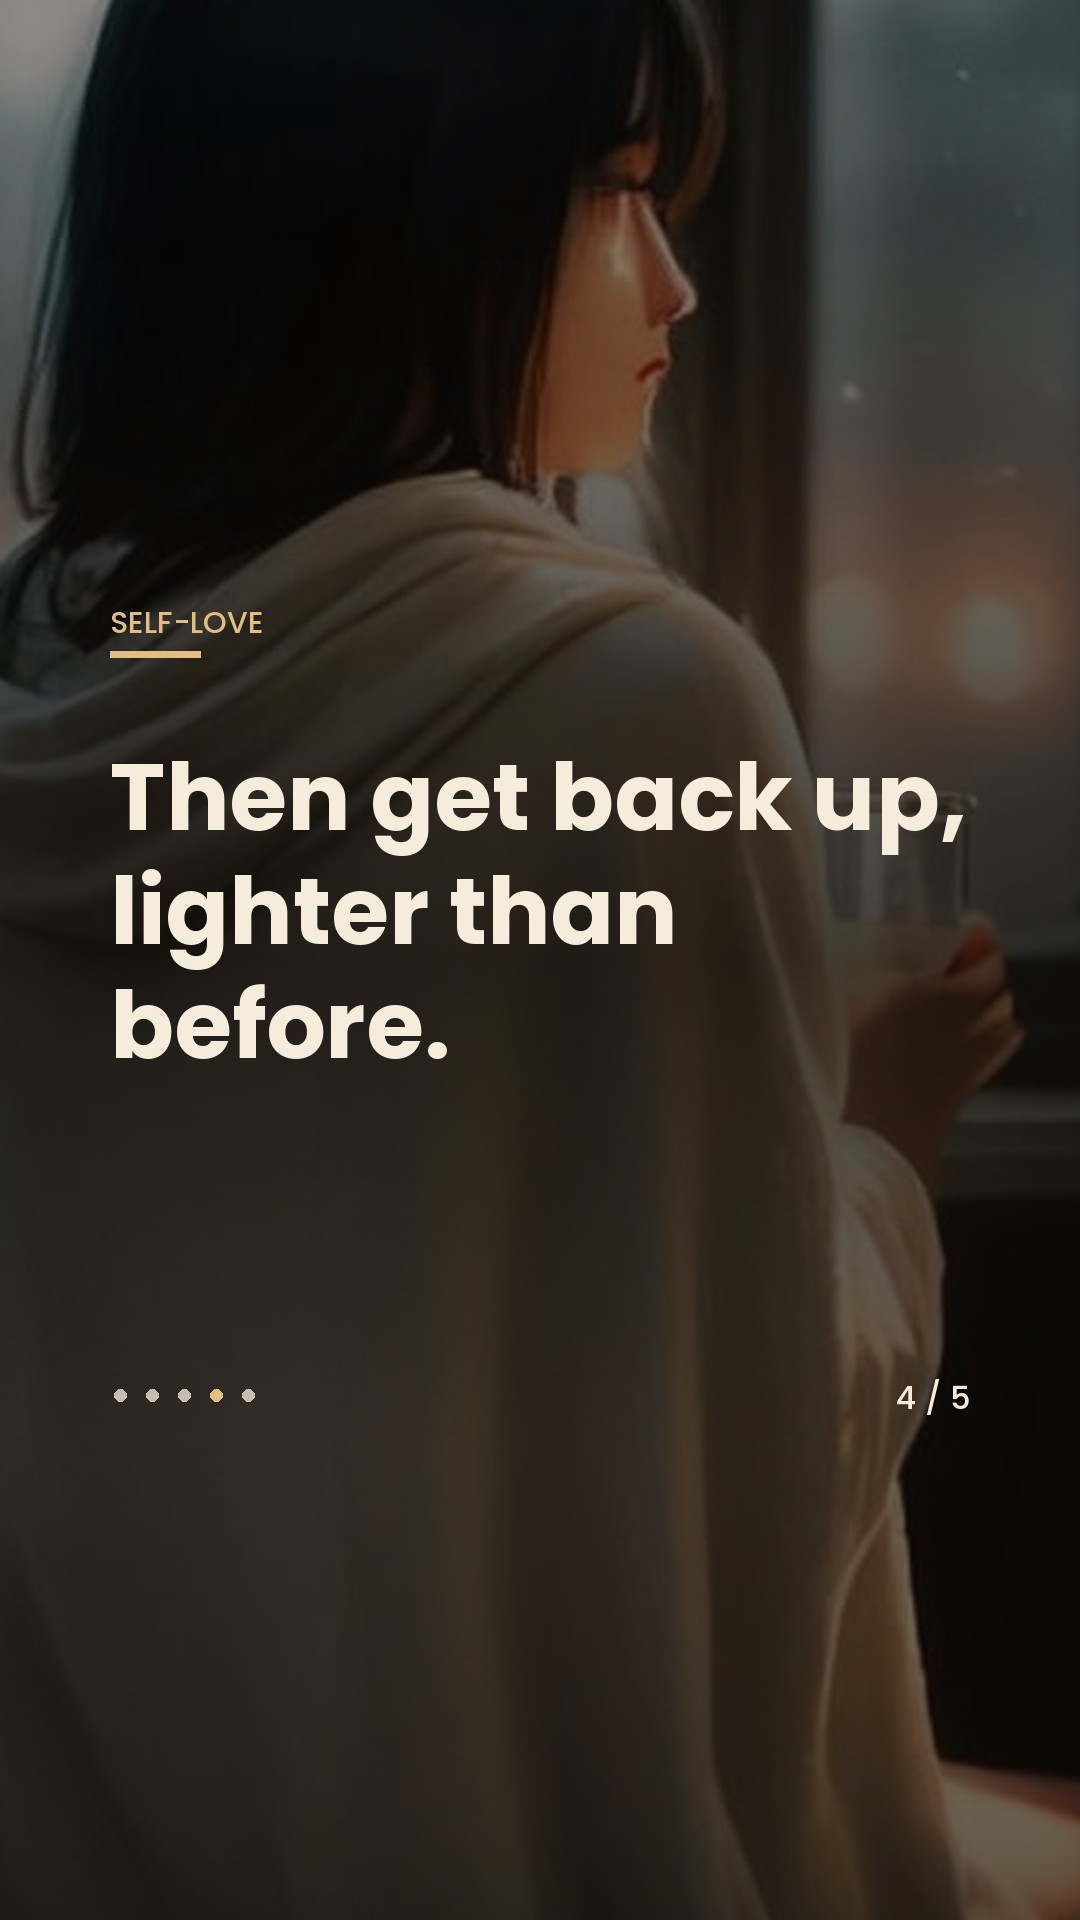 SELF-LOVE
Then get back up,
lighter than
before.
4 / 5